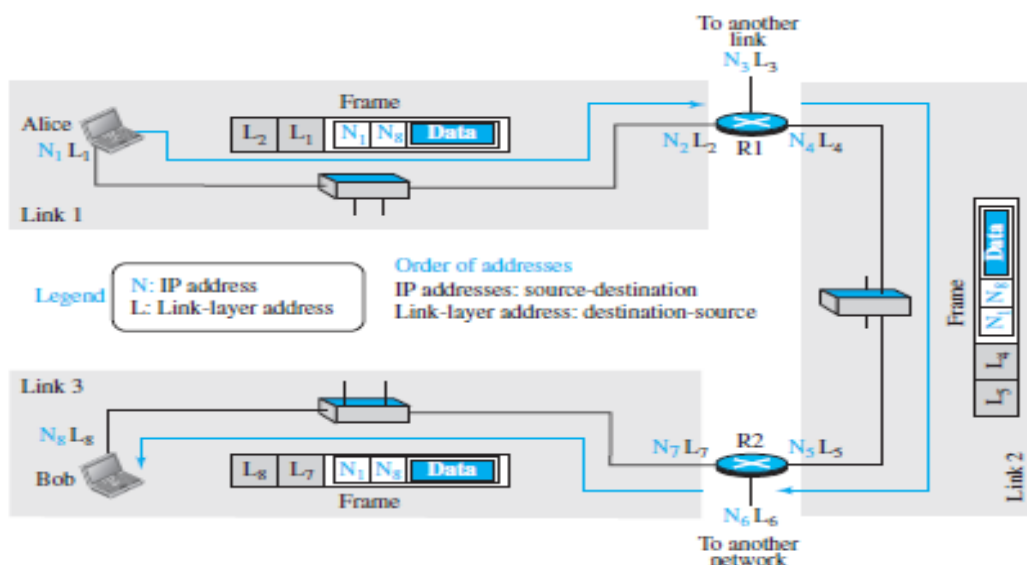 To another
link
N3 L3
Frame
Alice
L2 L1 N1 N8 Data
N1 L1
N2 L2
R1
N4 L4
Link 1
Legend
N: IP address
L: Link-layer address
Order of addresses
IP addresses: source-destination
Link-layer address: destination-source
Frame
L5 L4 N1 N8 Data
Link 2
Link 3
N8 L8
Bob
L8 L7 N1 N8 Data
Frame
N7 L7
R2
N5 L5
N6 L6
To another
network